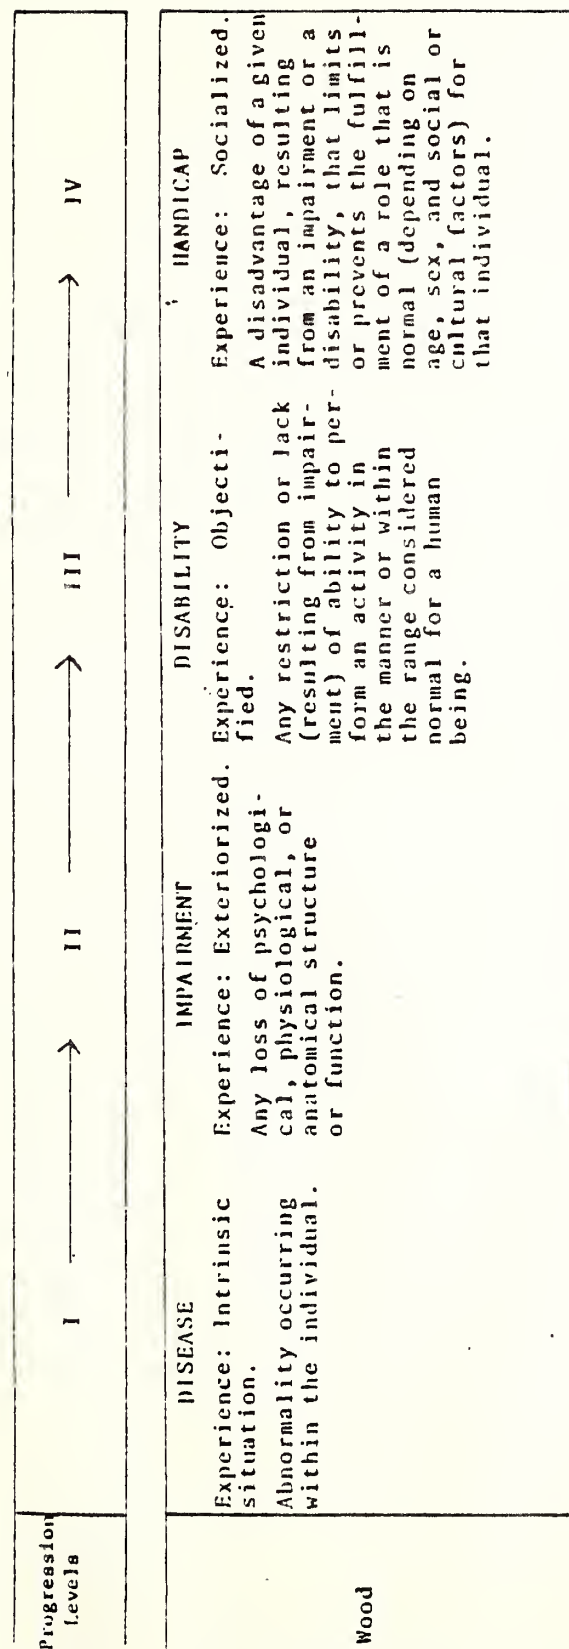 Progression
Levels
I → II → III → IV
Wood
DISEASE
Experience: Intrinsic
situation.
Abnormality occurring
within the individual.
IMPAIRMENT
Experience: Exteriorized.
Any loss of psychologi-
cal, physiological, or
anatomical structure
or function.
DISABILITY
Experience: Objecti-
fied.
Any restriction or lack
(resulting from impair-
ment) of ability to per-
form an activity in
the manner or within
the range considered
normal for a human
being.
HANDICAP
Experience: Socialized.
A disadvantage of a given
individual, resulting
from an impairment or a
disability, that limits
or prevents the fulfill-
ment of a role that is
normal (depending on
age, sex, and social or
cultural factors) for
that individual.